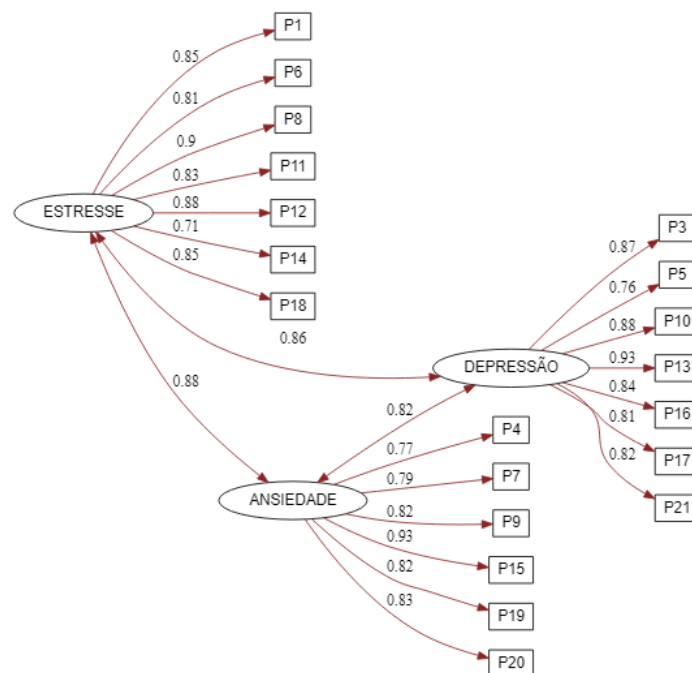 P1
0.85
P6
0.81
P8
0.9
P11
0.83
ESTRESSE
0.88
P12
0.71
P14
0.85
P18
0.86
0.88
P3
0.87
P5
0.76
P10
0.88
DEPRESSÃO
0.93
P13
0.84
P16
0.81
P17
0.82
P21
0.82
P4
0.77
P7
0.79
ANSIEDADE
0.82
P9
0.93
P15
0.82
P19
0.83
P20